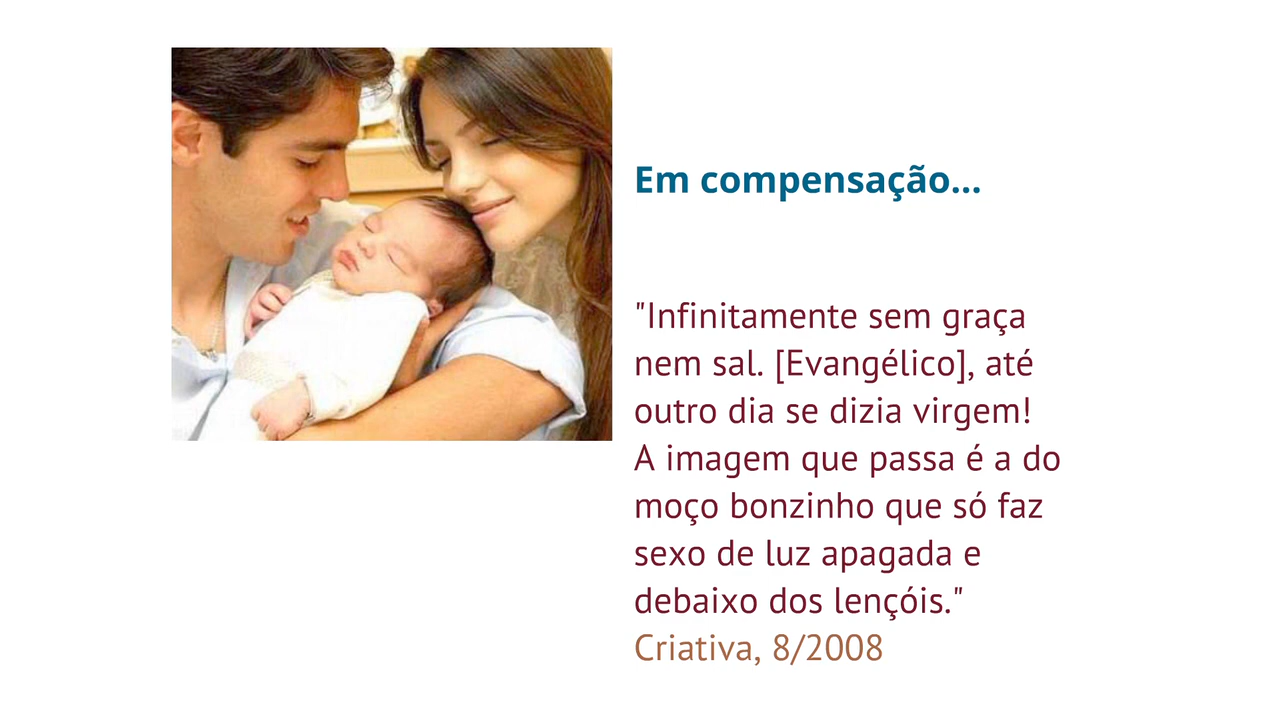 Em compensação...
"Infinitamente sem graça
nem sal. [Evangélico], até
outro dia se dizia virgem!
A imagem que passa é a do
moço bonzinho que só faz
sexo de luz apagada e
debaixo dos lençóis."
Criativa, 8/2008